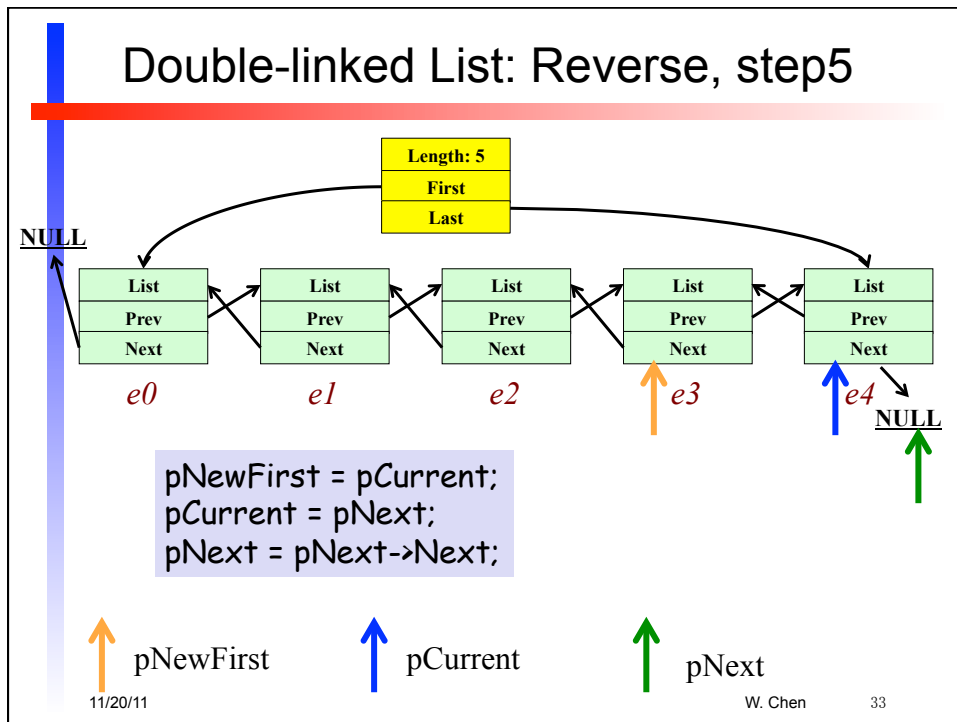 Double-linked List: Reverse, step5
Length: 5
First
Last
NULL
List
Prev
Next
List
Prev
Next
List
Prev
Next
List
Prev
Next
List
Prev
Next
e0
e1
e2
e3
e4
NULL
pNewFirst = pCurrent;
pCurrent = pNext;
pNext = pNext->Next;
pNewFirst
pCurrent
pNext
11/20/11
W. Chen
33